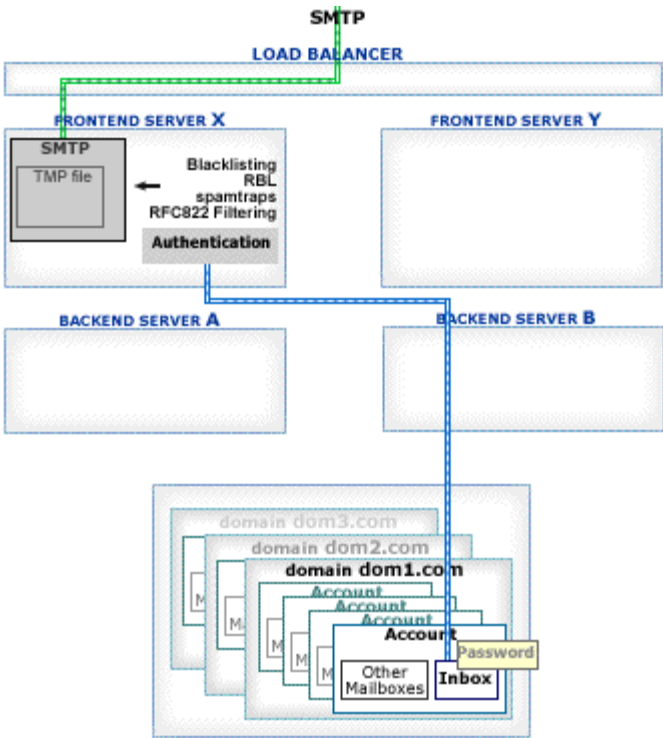 SMTP
LOAD BALANCER
FRONTEND SERVER X
FRONTEND SERVER Y
SMTP
TMP file
Blacklisting
RBL
spamtraps
RFC822 Filtering
Authentication
BACKEND SERVER A
BACKEND SERVER B
domain dom3.com
domain dom2.com
domain dom1.com
Account
Account
Account
Account
Password
M
M
M
M
M
Other
Mailboxes
Inbox